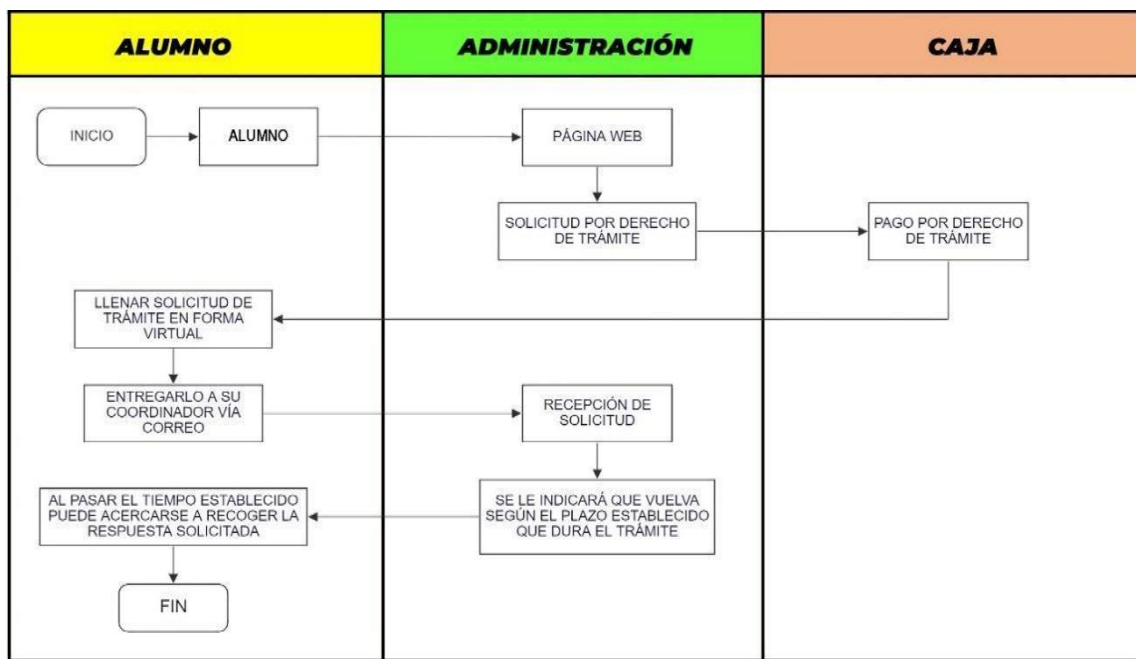 ALUMNO
ADMINISTRACIÓN
CAJA
INICIO
ALUMNO
PÁGINA WEB
SOLICITUD POR DERECHO
DE TRÁMITE
PAGO POR DERECHO
DE TRÁMITE
LLENAR SOLICITUD DE
TRÁMITE EN FORMA
VIRTUAL
ENTREGARLO A SU
COORDINADOR VÍA
CORREO
RECEPCIÓN DE
SOLICITUD
SE LE INDICARÁ QUE VUELVA
SEGÚN EL PLAZO ESTABLECIDO
QUE DURA EL TRÁMITE
AL PASAR EL TIEMPO ESTABLECIDO
PUEDE ACERCARSE A RECOGER LA
RESPUESTA SOLICITADA
FIN